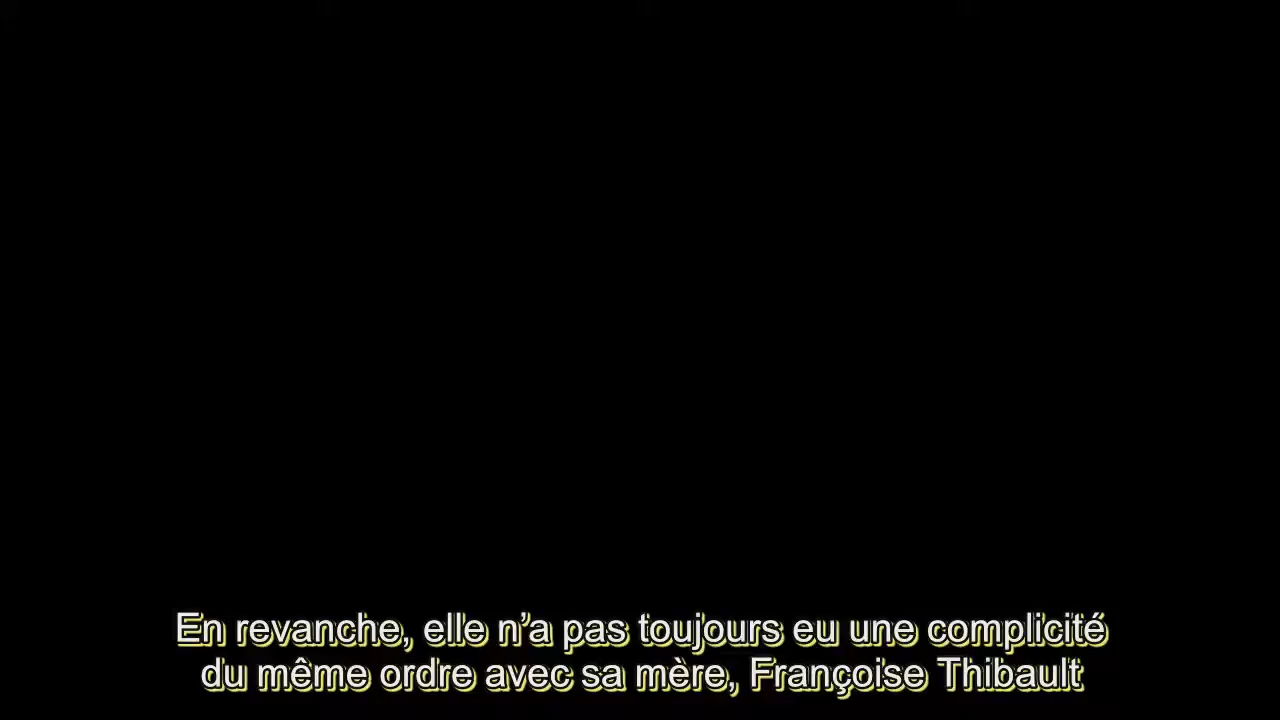 En revanche, elle n’a pas toujours eu une complicité
du même ordre avec sa mère, Françoise Thibault